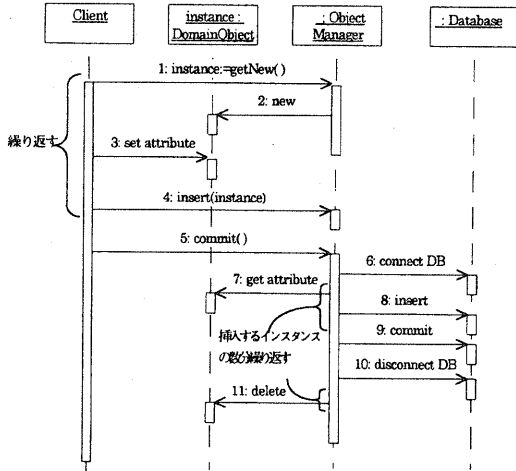 Client
instance :
DomainObject
: Object
Manager
: Database
1: instance:=getNew( )
2: new
繰り返す
3: set attribute
4: insert(instance)
5: commit( )
6: connect DB
7: get attribute
8: insert
挿入するインスタンス
の数分繰り返す
9: commit
10: disconnect DB
11: delete